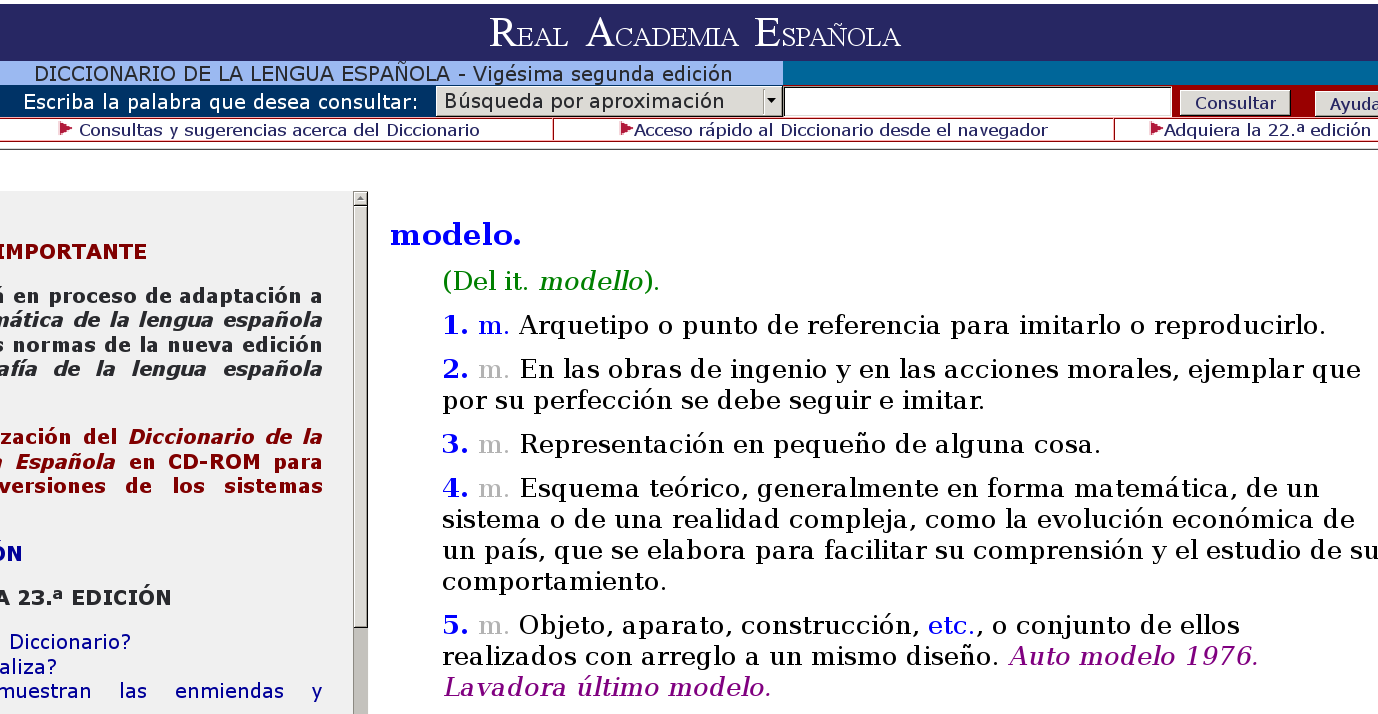 REAL ACADEMIA ESPAÑOLA
DICCIONARIO DE LA LENGUA ESPAÑOLA - Vigésima segunda edición
Escriba la palabra que desea consultar: Búsqueda por aproximación Consultar Ayuda
Consultas y sugerencias acerca del Diccionario Acceso rápido al Diccionario desde el navegador Adquiera la 22.ª edición
IMPORTANTE
en proceso de adaptación a
mática de la lengua española
s normas de la nueva edición
afía de la lengua española
zación del Diccionario de la
Española en CD-ROM para
versiones de los sistemas
ÓN
A 23.ª EDICIÓN
Diccionario?
aliza?
muestran las enmiendas y
modelo.
(Del it. modello).
1. m. Arquetipo o punto de referencia para imitarlo o reproducirlo.
2. m. En las obras de ingenio y en las acciones morales, ejemplar que
por su perfección se debe seguir e imitar.
3. m. Representación en pequeño de alguna cosa.
4. m. Esquema teórico, generalmente en forma matemática, de un
sistema o de una realidad compleja, como la evolución económica de
un país, que se elabora para facilitar su comprensión y el estudio de su
comportamiento.
5. m. Objeto, aparato, construcción, etc., o conjunto de ellos
realizados con arreglo a un mismo diseño. Auto modelo 1976.
Lavadora último modelo.